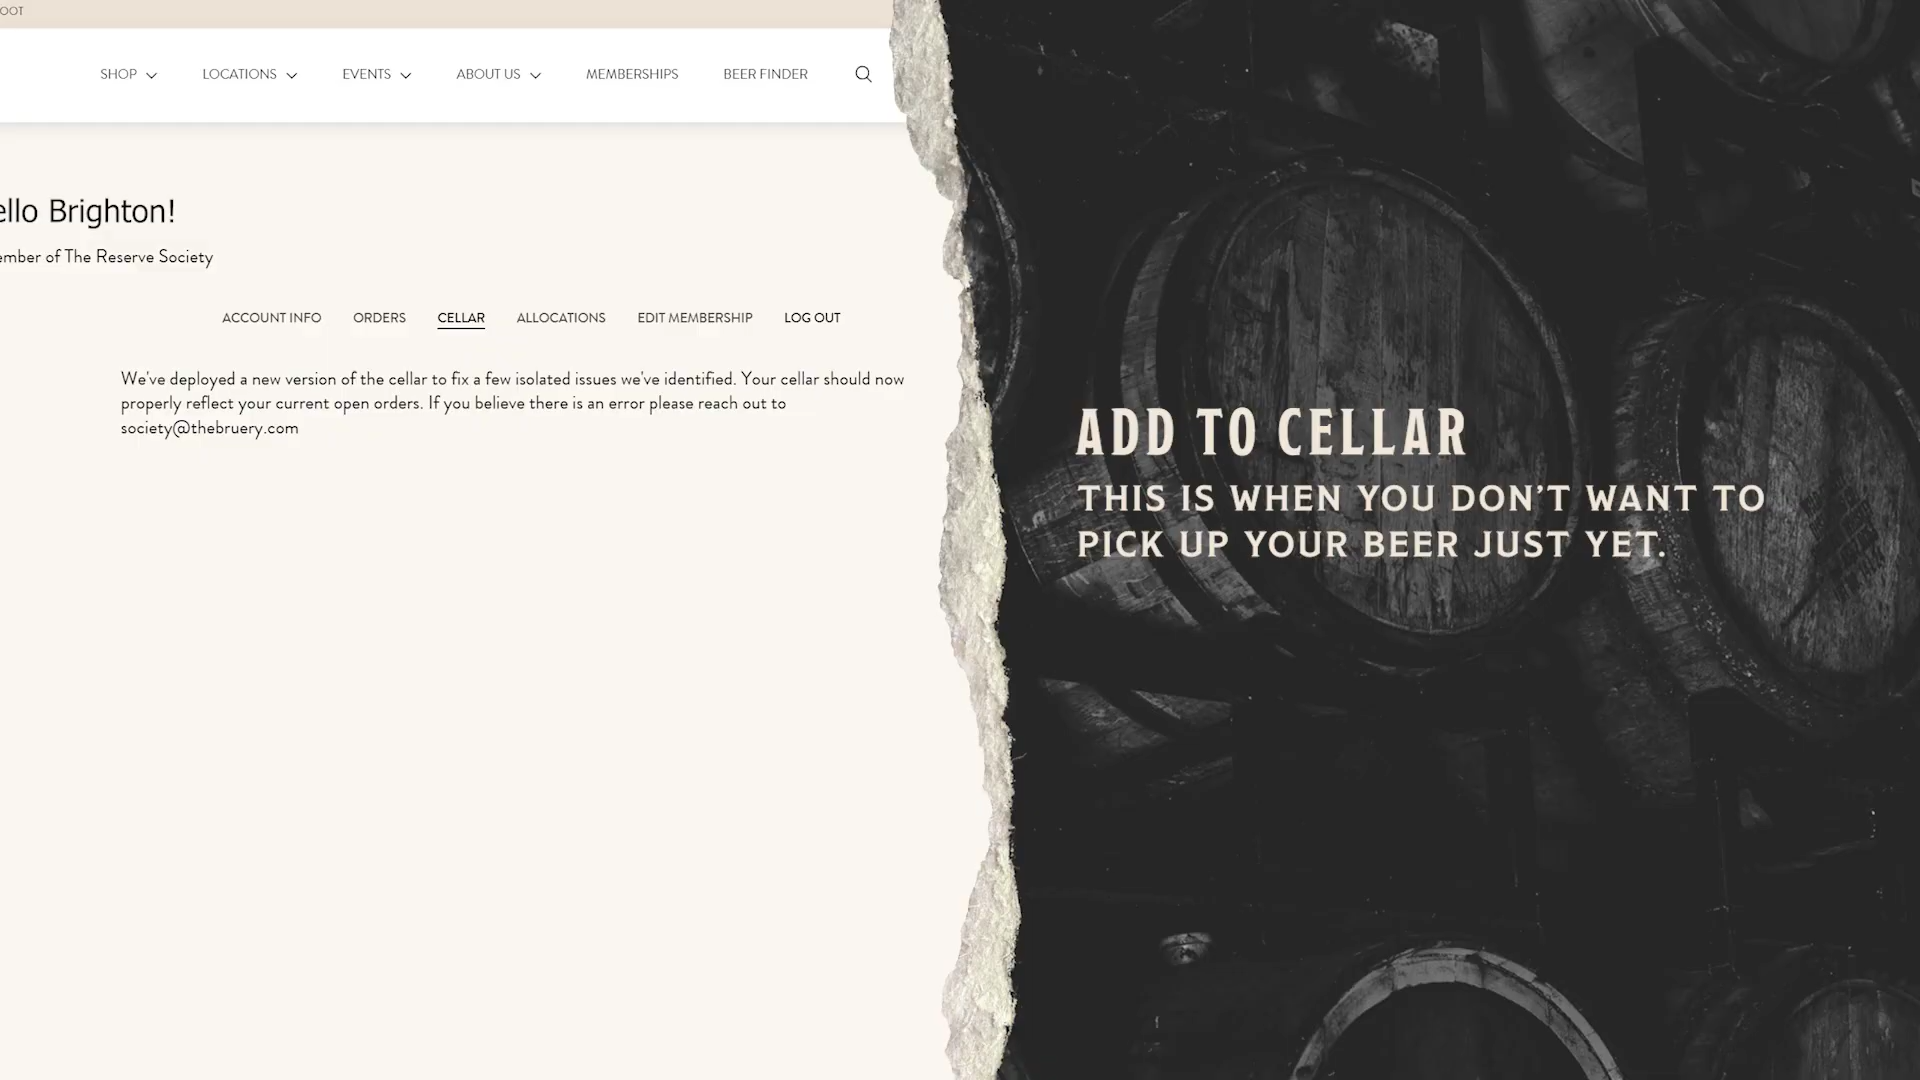 OOT
SHOP
LOCATIONS
EVENTS
ABOUT US
MEMBERSHIPS
BEER FINDER
ello Brighton!
ember of The Reserve Society
ACCOUNT INFO
ORDERS
CELLAR
ALLOCATIONS
EDIT MEMBERSHIP
LOG OUT
We've deployed a new version of the cellar to fix a few isolated issues we've identified. Your cellar should now
properly reflect your current open orders. If you believe there is an error please reach out to
society@thebruery.com
ADD TO CELLAR
THIS IS WHEN YOU DON'T WANT TO
PICK UP YOUR BEER JUST YET.